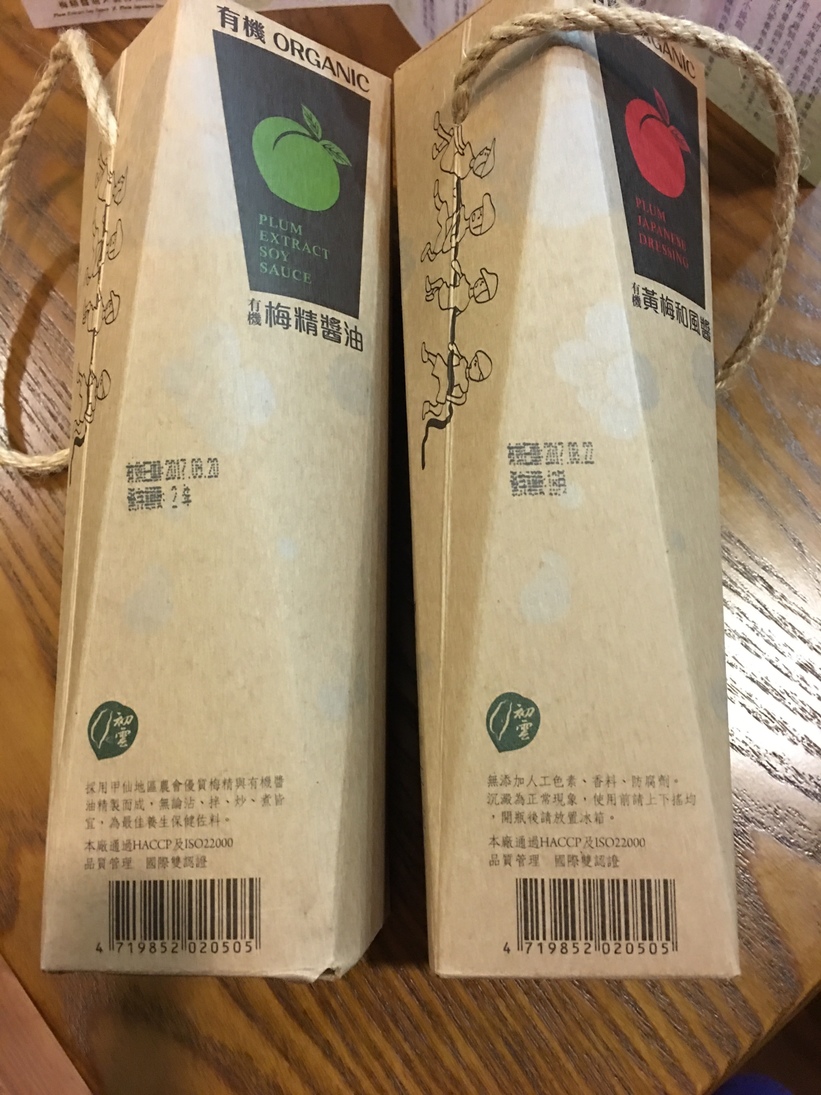 有機 ORGANIC
PLUM
EXTRACT
SOY
SAUCE
有機梅精醬油
有效日期:2017.09.20
保存期限: 2 年
初雲
採用甲仙地區農會優質梅精與有機醬
油精製而成，無論沾、拌、炒、煮皆
宜，為最佳養生保健佐料。
本廠通過HACCP及ISO22000
品質管理 國際雙認證
4 719852 020505
PLUM
JAPANESE
DRESSING
有機黃梅和風醬
初雲
無添加人工色素、香料、防腐劑。
沉澱為正常現象，使用前請上下搖均
，開瓶後請放置冰箱。
本廠通過HACCP及ISO22000
品質管理 國際雙認證
4 719852 020505